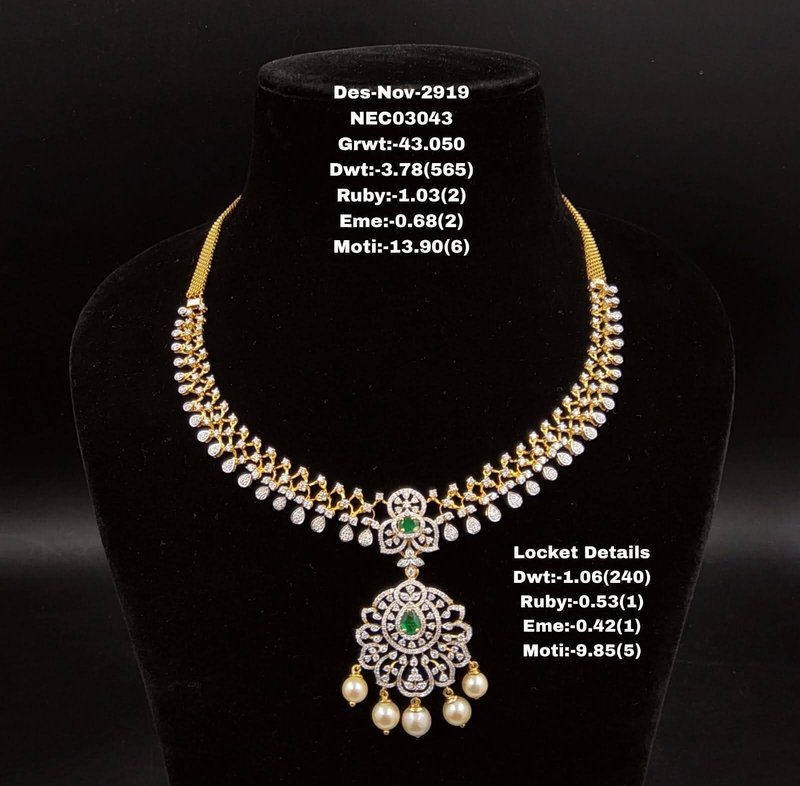 Des-Nov-2919
NEC03043
Grwt:-43.050
Dwt:-3.78(565)
Ruby:-1.03(2)
Eme:-0.68(2)
Moti:-13.90(6)
Locket Details
Dwt:-1.06(240)
Ruby:-0.53(1)
Eme:-0.42(1)
Moti:-9.85(5)